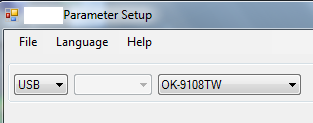 Parameter Setup
File Language Help
USB OK-9108TW